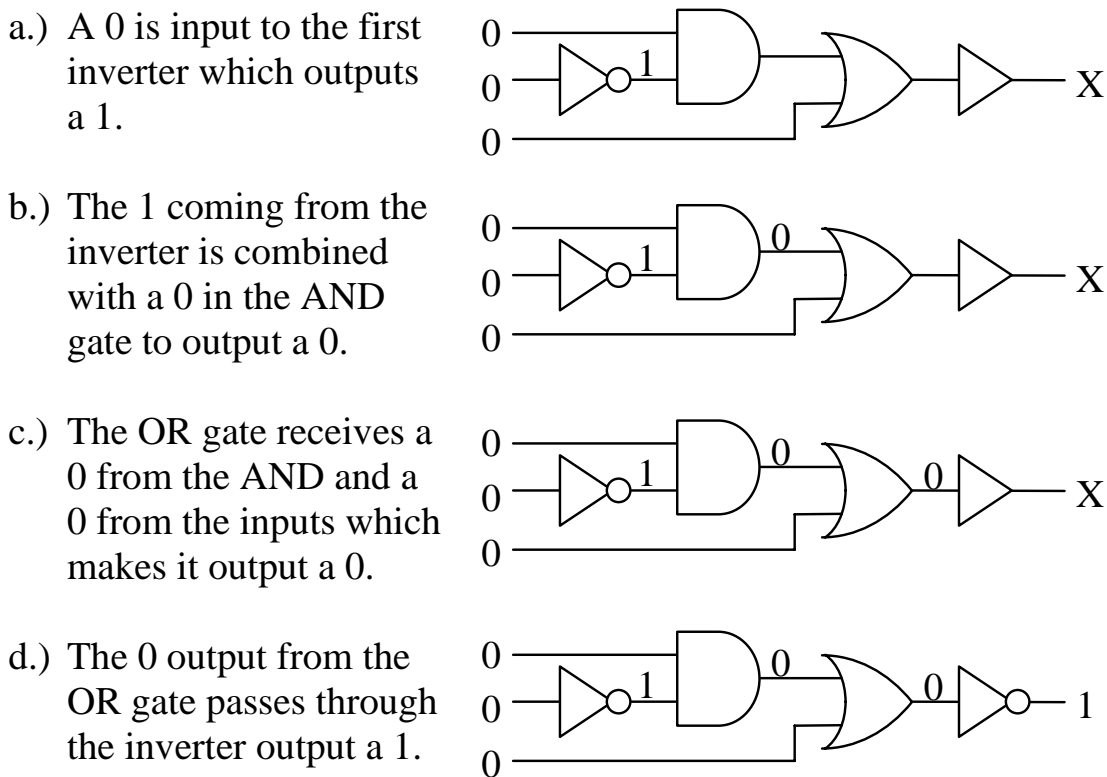 a.) A 0 is input to the first
inverter which outputs
a 1.
0
0
0
1
X
b.) The 1 coming from the
inverter is combined
with a 0 in the AND
gate to output a 0.
0
0
0
1
0
X
c.) The OR gate receives a
0 from the AND and a
0 from the inputs which
makes it output a 0.
0
0
0
1
0
0
X
d.) The 0 output from the
OR gate passes through
the inverter output a 1.
0
0
0
1
0
0
1